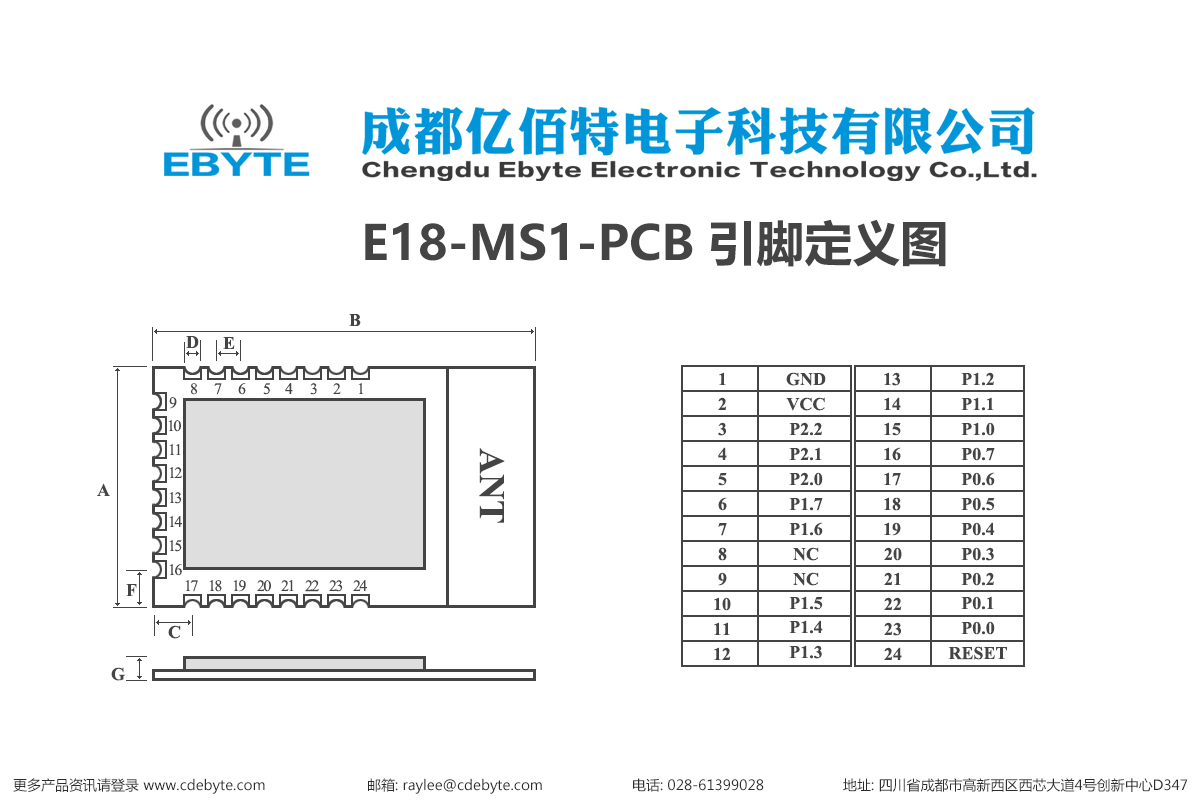 EBYTE
成都亿佰特电子科技有限公司
Chengdu Ebyte Electronic Technology Co.,Ltd.
E18-MS1-PCB 引脚定义图
B
D E
8 7 6 5 4 3 2 1
9
10
11
12
13
14
15
16
A
ANT
F
17 18 19 20 21 22 23 24
C
G
1 GND 13 P1.2
2 VCC 14 P1.1
3 P2.2 15 P1.0
4 P2.1 16 P0.7
5 P2.0 17 P0.6
6 P1.7 18 P0.5
7 P1.6 19 P0.4
8 NC 20 P0.3
9 NC 21 P0.2
10 P1.5 22 P0.1
11 P1.4 23 P0.0
12 P1.3 24 RESET
更多产品资讯请登录 www.cdebyte.com 邮箱: raylee@cdebyte.com 电话: 028-61399028 地址: 四川省成都市高新西区西芯大道4号创新中心D347